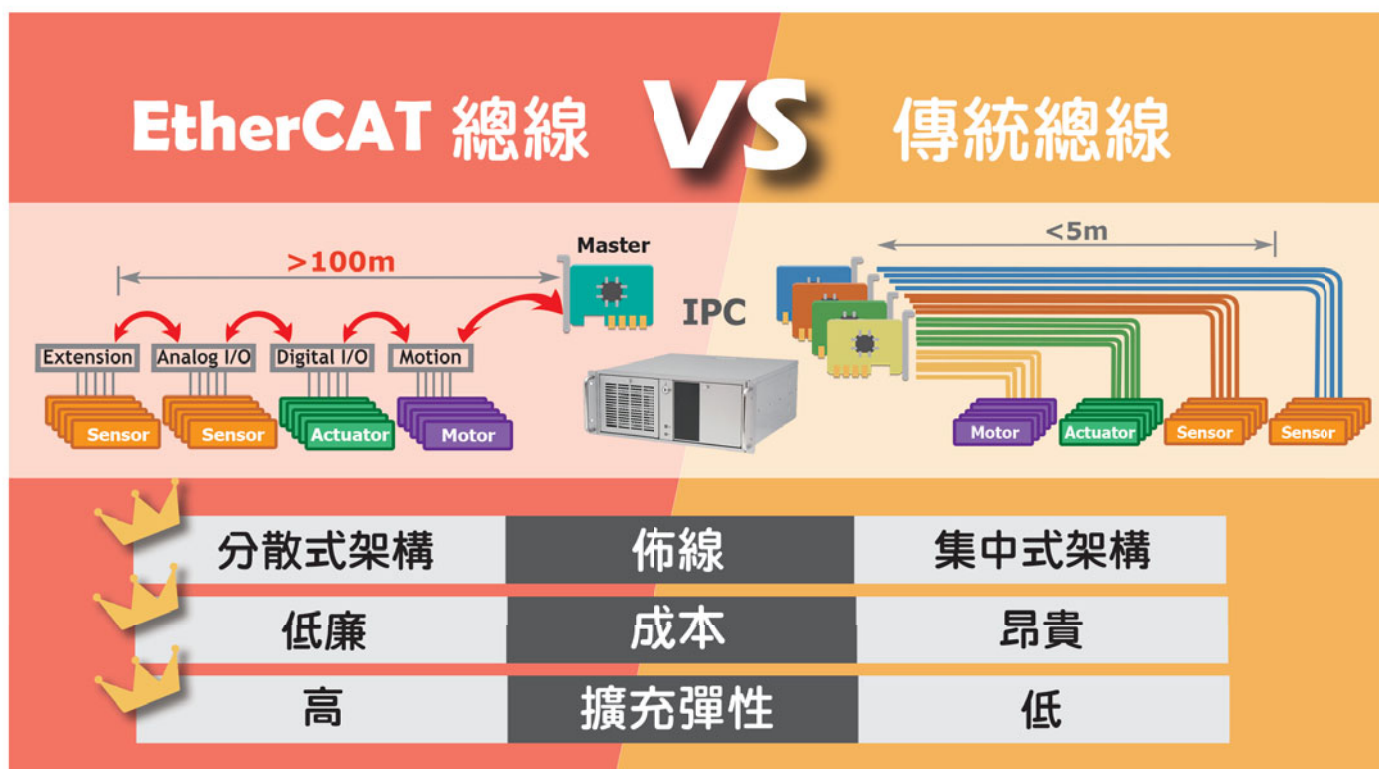 EtherCAT 總線 VS 傳統總線
>100m
Master
IPC
<5m
Extension Analog I/O Digital I/O Motion
Sensor Sensor Actuator Motor
Motor Actuator Sensor Sensor
分散式架構 佈線 集中式架構
低廉 成本 昂貴
高 擴充彈性 低